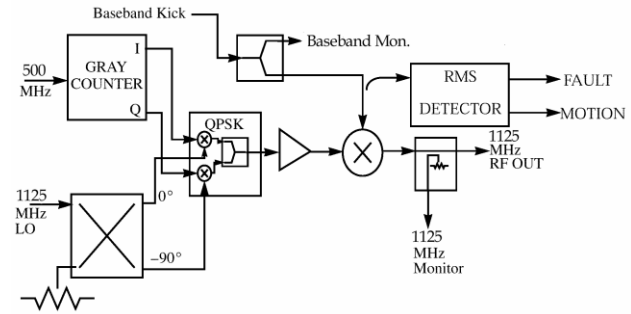 Baseband Kick
Baseband Mon.
I
500
MHz
GRAY
COUNTER
Q
QPSK
RMS
DETECTOR
FAULT
MOTION
1125
MHz
RF OUT
1125
MHz
LO
0°
−90°
1125
MHz
Monitor